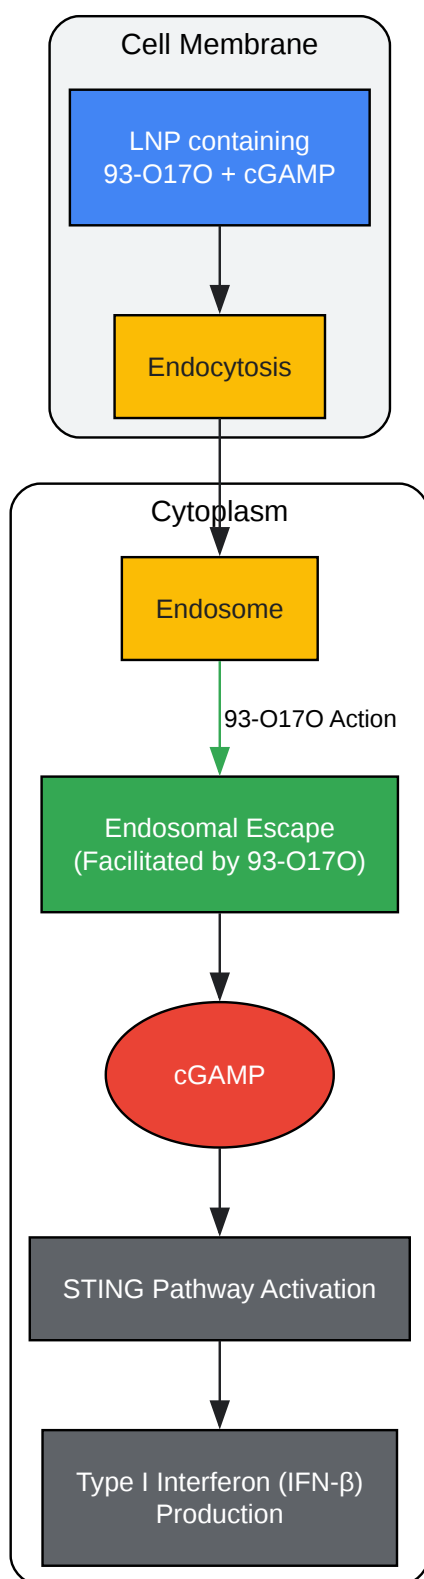 Cell Membrane
LNP containing
93-O17O + cGAMP
Endocytosis
Cytoplasm
Endosome
93-O17O Action
Endosomal Escape
(Facilitated by 93-O17O)
cGAMP
STING Pathway Activation
Type I Interferon (IFN-β)
Production